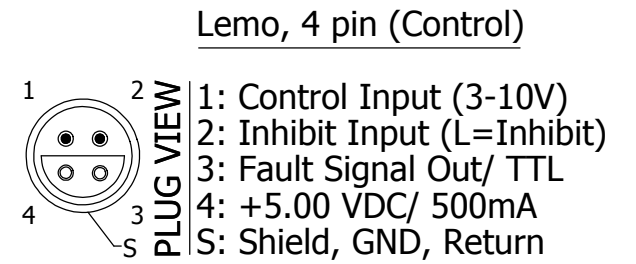 Lemo, 4 pin (Control)
1 2
4 3
S
PLUG VIEW
1: Control Input (3-10V)
2: Inhibit Input (L=Inhibit)
3: Fault Signal Out/ TTL
4: +5.00 VDC/ 500mA
S: Shield, GND, Return